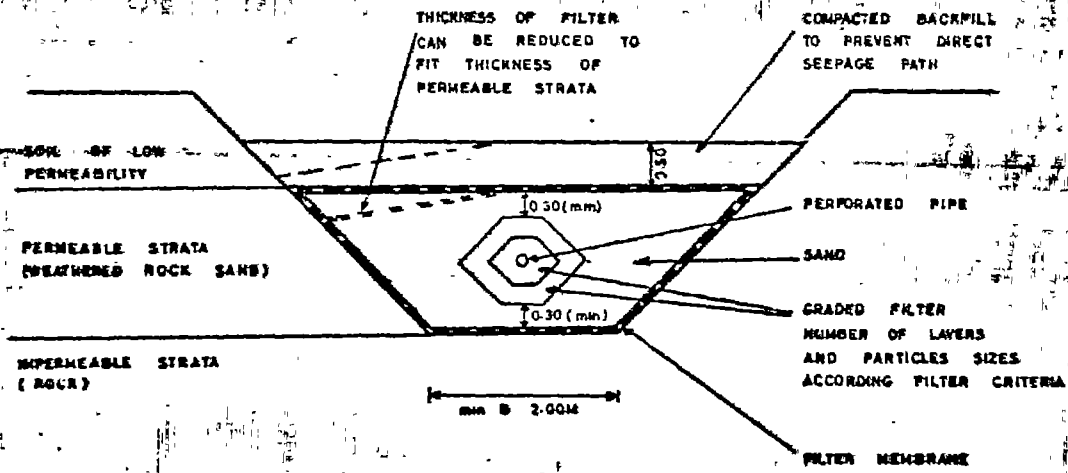 THICKNESS OF FILTER
CAN BE REDUCED TO
FIT THICKNESS OF
PERMEABLE STRATA
COMPACTED BACKFILL
TO PREVENT DIRECT
SEEPAGE PATH
SOIL OF LOW
PERMEABILITY
0.50
0.30(mm)
PERFORATED PIPE
PERMEABLE STRATA
(WEATHERED ROCK SAND)
SAND
0.30 (min)
GRADED FILTER
NUMBER OF LAYERS
AND PARTICLES SIZES
ACCORDING FILTER CRITERIA
IMPERMEABLE STRATA
(ROCK)
min B 2.00M
FILTER MEMBRANE